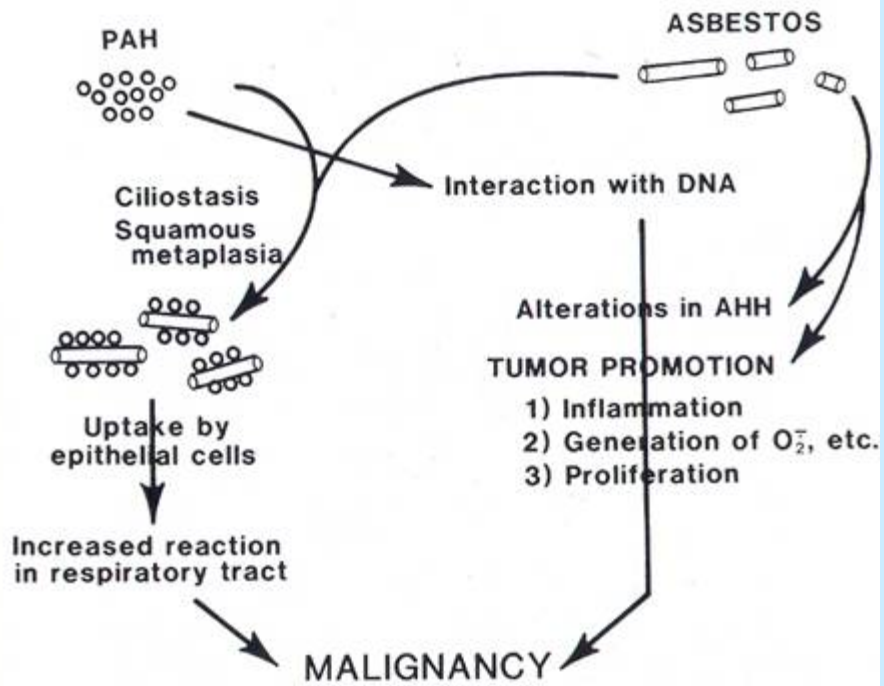 PAH
ASBESTOS
Ciliostasis
Squamous
metaplasia
Interaction with DNA
Alterations in AHH
TUMOR PROMOTION
1) Inflammation
2) Generation of O₂⁻, etc.
3) Proliferation
Uptake by
epithelial cells
Increased reaction
in respiratory tract
MALIGNANCY